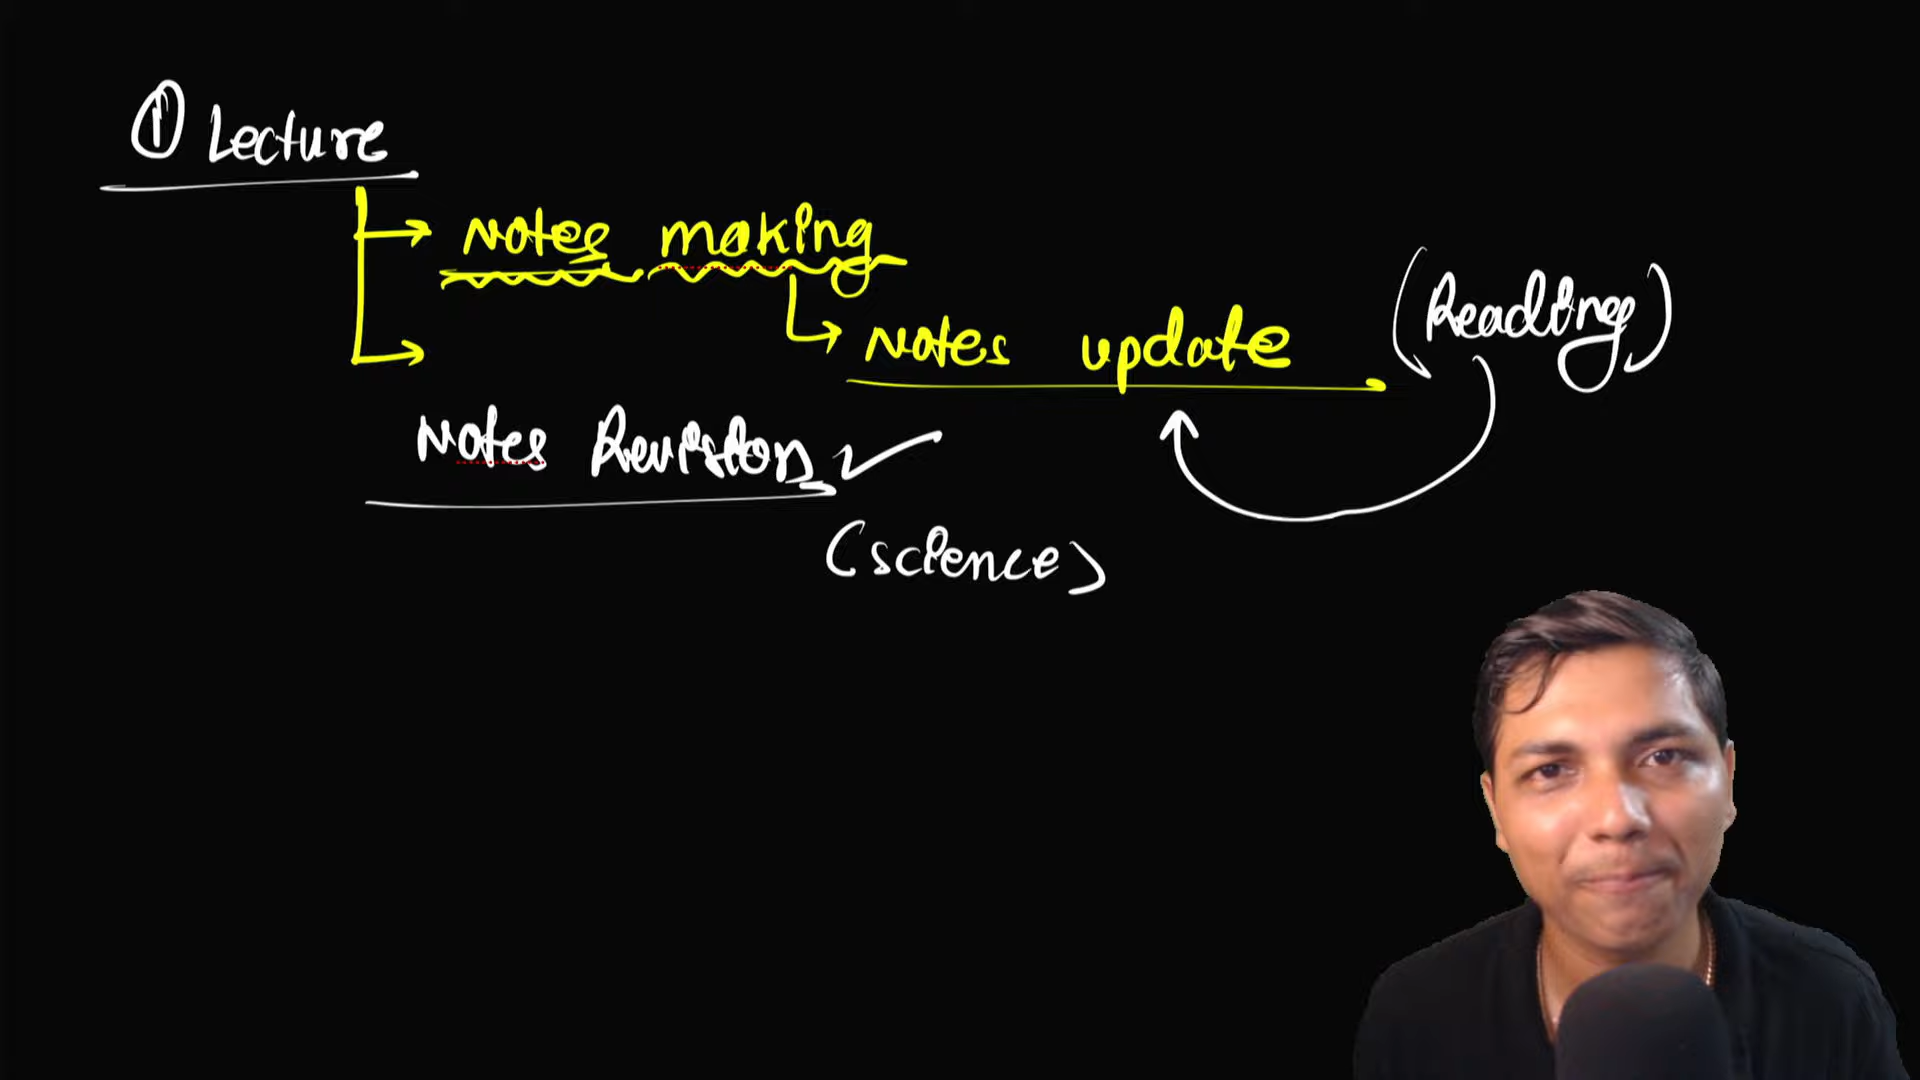 ① Lecture
→ Notes making
→ Notes update (Reading)
→
Notes Revision ✓
(science)